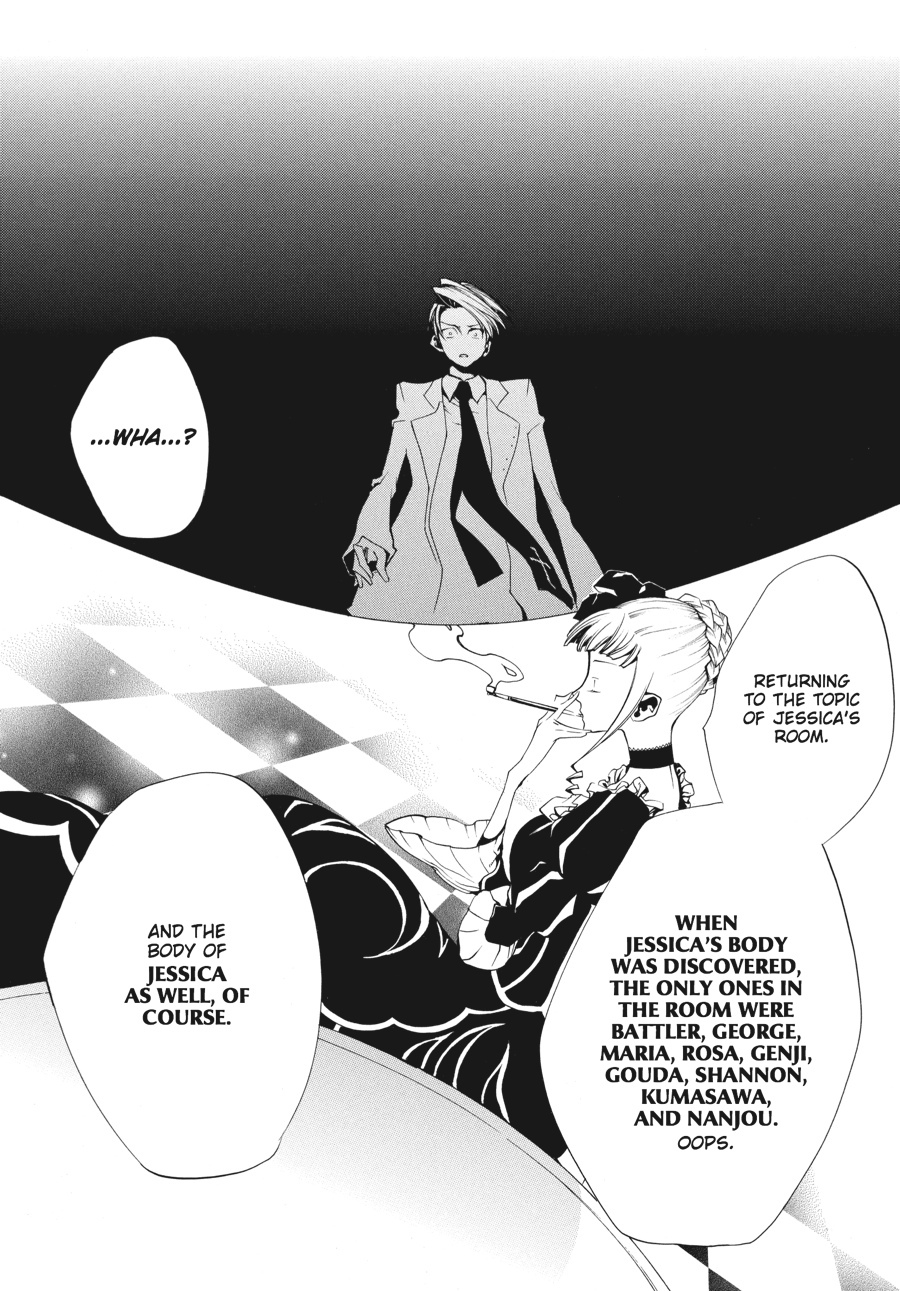 ...WHA...?
RETURNING
TO THE TOPIC
OF JESSICA'S
ROOM.
WHEN
JESSICA'S BODY
WAS DISCOVERED,
THE ONLY ONES IN
THE ROOM WERE
BATTLER, GEORGE,
MARIA, ROSA, GENJI,
GOUDA, SHANNON,
KUMASAWA,
AND NANJOU.
OOPS.
AND THE
BODY OF
JESSICA
AS WELL, OF
COURSE.